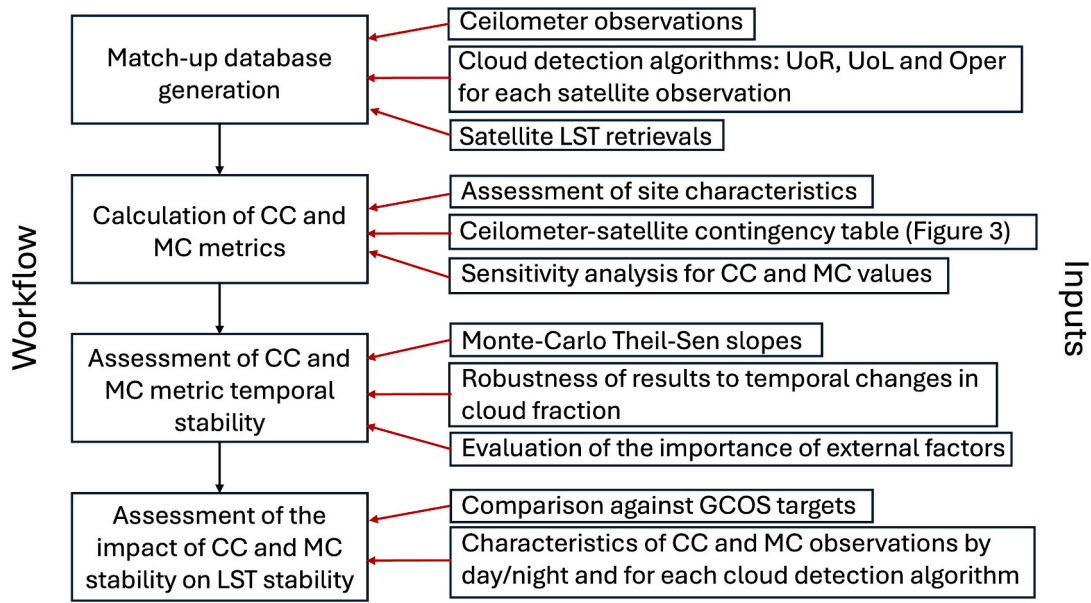 Workflow
Match-up database
generation
Ceilometer observations
Cloud detection algorithms: UoR, UoL and Oper
for each satellite observation
Satellite LST retrievals
Calculation of CC and
MC metrics
Assessment of site characteristics
Ceilometer-satellite contingency table (Figure 3)
Sensitivity analysis for CC and MC values
Assessment of CC and
MC metric temporal
stability
Monte-Carlo Theil-Sen slopes
Robustness of results to temporal changes in
cloud fraction
Evaluation of the importance of external factors
Assessment of the
impact of CC and MC
stability on LST stability
Comparison against GCOS targets
Characteristics of CC and MC observations by
day/night and for each cloud detection algorithm
Inputs